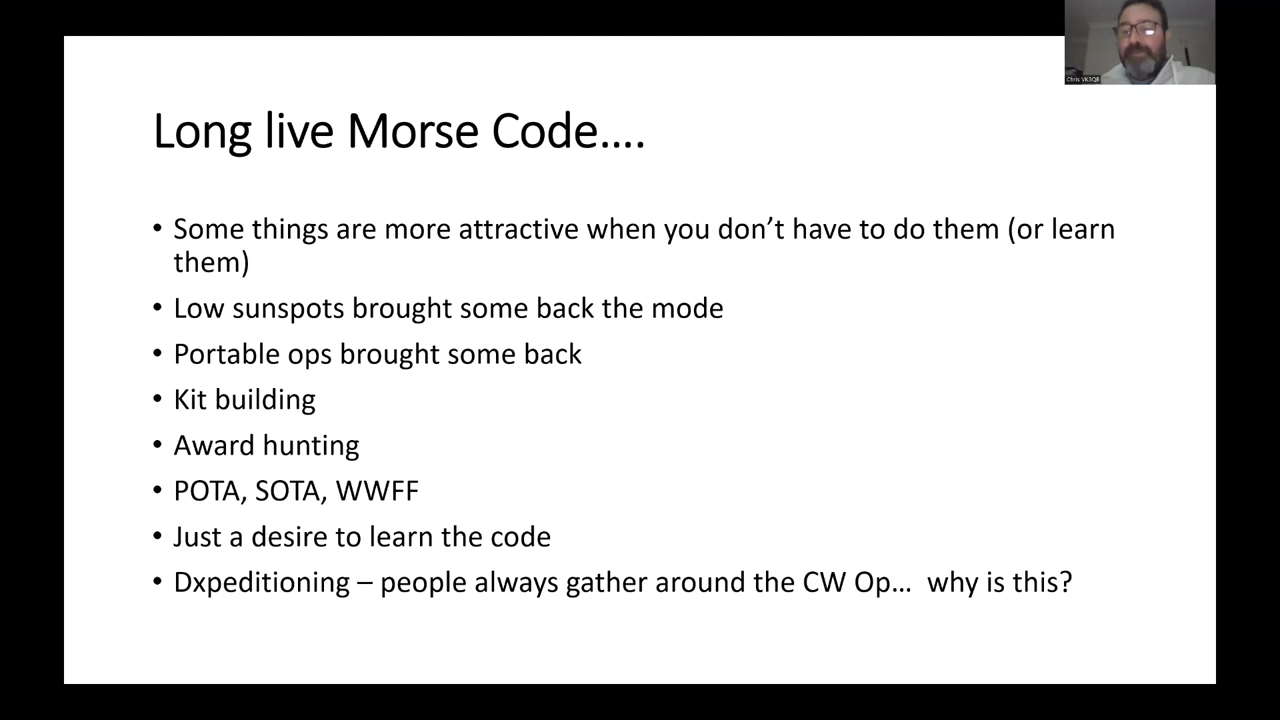 Chris VK3QB
Long live Morse Code....
• Some things are more attractive when you don't have to do them (or learn
them)
• Low sunspots brought some back the mode
• Portable ops brought some back
• Kit building
• Award hunting
• POTA, SOTA, WWFF
• Just a desire to learn the code
• Dxpeditioning – people always gather around the CW Op... why is this?